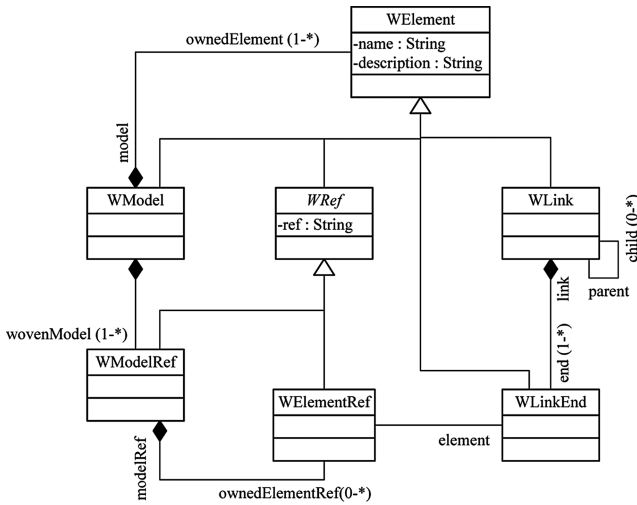 WElement
ownedElement (1-*)
-name : String
-description : String
model
WModel
WRef
WLink
-ref : String
child (0-*)
link
parent
wovenModel (1-*)
end (1-*)
WModelRef
WElementRef
WLinkEnd
element
modelRef
ownedElementRef(0-*)